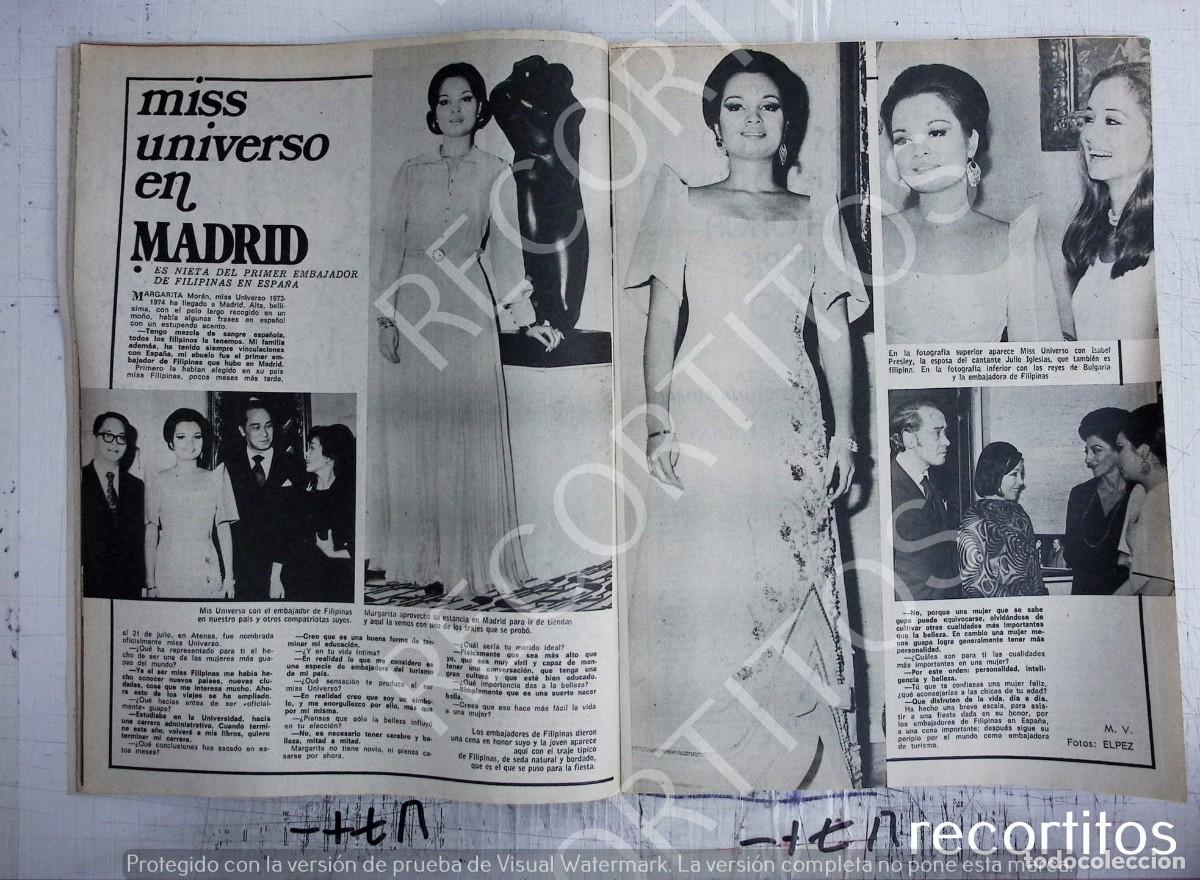 miss
universo
en
MADRID
• ES NIETA DEL PRIMER EMBAJADOR
DE FILIPINAS EN ESPAÑA
MARGARITA Morán, miss Universo 1973-
1974 ha llegado a Madrid. Alta, bellí-
sima, con el pelo largo recogido en un
moño, habla algunas frases en español
con un estupendo acento.
—Tengo mezcla de sangre española,
todos los filipinos la tenemos. Mi familia
además, ha tenido siempre vinculaciones
con España, mi abuelo fue el primer em-
bajador de Filipinas que hubo en Madrid.
Primero la habían elegido en su país
miss Filipinas, pocos meses más tarde,
Mis Universo con el embajador de Filipinas
en nuestro país y otros compatriotas suyos.
Margarita aprovechó su estancia en Madrid para ir de tiendas
y aquí la vemos con uno de los trajes que se probó.
el 21 de julio, en Atenas, fue nombrada
oficialmente miss Universo.
—¿Qué ha representado para ti el he-
cho de ser una de las mujeres más gua-
pas del mundo?
—Ya el ser miss Filipinas me había he-
cho conocer nuevos países, nuevas ciu-
dades, cosa que me interesa mucho. Aho-
ra esto de los viajes se ha ampliado.
—¿Qué hacías antes de ser «oficial-
mente» guapa?
—Estudiaba en la Universidad, hacía
una carrera administrativa. Cuando termi-
ne este año, volveré a mis libros, quiero
terminar mi carrera.
—¿Qué conclusiones has sacado en es-
tos meses?
—Creo que es una buena forma de ter-
minar mi educación.
—¿Y en tu vida íntima?
—En realidad lo que me considero es
una especie de embajadora del turismo
de mi país.
—¿Qué sensación te produce el ser
miss Universo?
—En realidad creo que soy un símbo-
lo, y me enorgullezco por ello, más que
por mi misma.
—¿Piensas que sólo la belleza influyó
en tu elección?
—No, es necesario tener cerebro y be-
lleza, mitad a mitad.
Margarita no tiene novio, ni piensa ca-
sarse por ahora.
—¿Cuál sería tu marido ideal?
—Físicamente que sea más alto que
yo, que sea muy viril y capaz de man-
tener una conversación, que tenga una
gran cultura y que esté bien educado.
—¿Qué importancia das a la belleza?
—Simplemente que es una suerte nacer
bella.
—¿Crees que eso hace más fácil la vida
a una mujer?
Los embajadores de Filipinas dieron
una cena en honor suyo y la joven aparece
aquí con el traje típico
de Filipinas, de seda natural y bordado,
que es el que se puso para la fiesta.
En la fotografía superior aparece Miss Universo con Isabel
Presley, la esposa del cantante Julio Iglesias, que también es
filipina. En la fotografía inferior con los reyes de Bulgaria
y la embajadora de Filipinas
—No, porque una mujer que se sabe
guapa puede equivocarse, olvidándose de
cultivar otras cualidades más importantes
que la belleza. En cambio una mujer me-
nos guapa logra generalmente tener más
personalidad.
—¿Cuáles son para ti las cualidades
más importantes en una mujer?
—Por este orden: personalidad, inteli-
gencia y belleza.
—Tú que te confiesas una mujer feliz,
¿qué aconsejarías a las chicas de tu edad?
—Que disfruten de la vida, día a día.
Ha hecho una breve escala, para asis-
tir a una fiesta dada en su honor, por
los embajadores de Filipinas en España,
a una cena importante; después sigue su
periplo por el mundo como embajadora
de turismo.
M. V.
Fotos: ELPEZ
RECORTITOS
RECORTITOS
RECORTITOS
recortitos
todocoleccion
Protegido con la versión de prueba de Visual Watermark. La versión completa no pone esta marca.